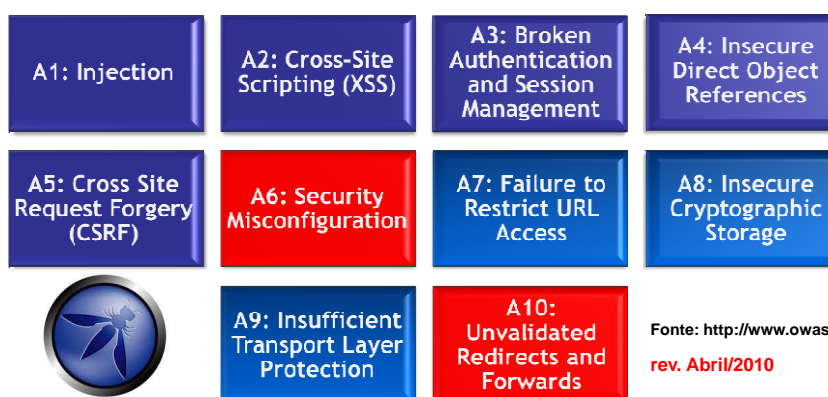 A1: Injection
A2: Cross-Site
Scripting (XSS)
A3: Broken
Authentication
and Session
Management
A4: Insecure
Direct Object
References
A5: Cross Site
Request Forgery
(CSRF)
A6: Security
Misconfiguration
A7: Failure to
Restrict URL
Access
A8: Insecure
Cryptographic
Storage
A9: Insufficient
Transport Layer
Protection
A10:
Unvalidated
Redirects and
Forwards
Fonte: http://www.owas
rev. Abril/2010